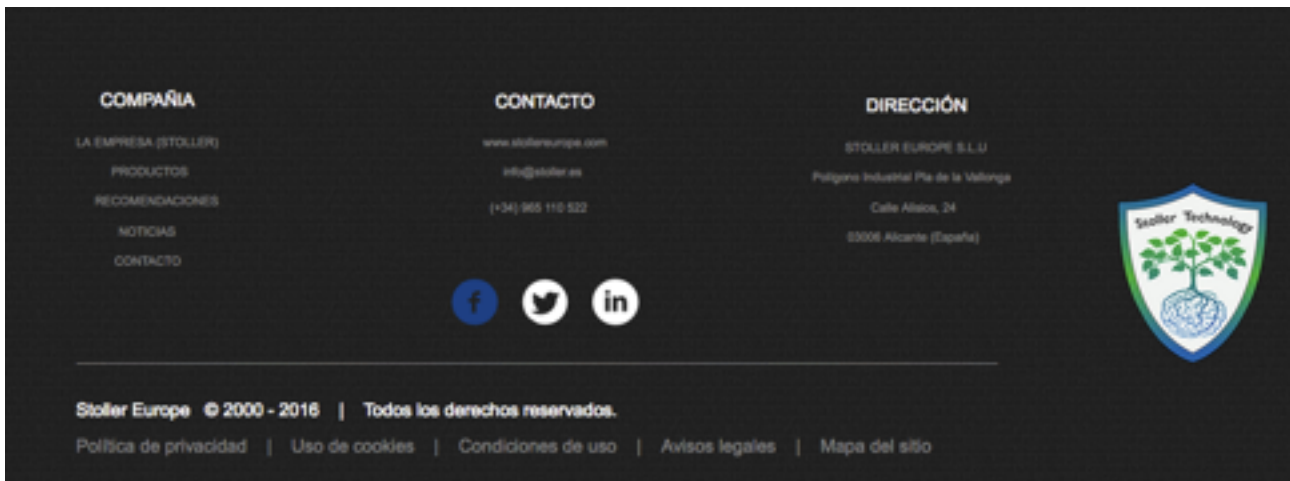 COMPAÑIA
LA EMPRESA (STOLLER)
PRODUCTOS
RECOMENDACIONES
NOTICIAS
CONTACTO
CONTACTO
www.stollereurope.com
info@stoller.es
(+34) 965 110 522
f
in
DIRECCIÓN
STOLLER EUROPE S.L.U
Polígono Industrial Pla de la Vallonga
Calle Alisios, 24
03006 Alicante (España)
Stoller Technology
Stoller Europe © 2000 - 2016 | Todos los derechos reservados.
Política de privacidad | Uso de cookies | Condiciones de uso | Avisos legales | Mapa del sitio